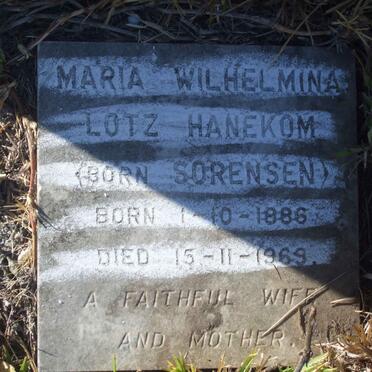 MARIA WILHELMINA
LOTZ HANEKOM
(BORN SORENSEN)
BORN 1-10-1886
DIED 15-11-1969.
A FAITHFUL WIFE
AND MOTHER.